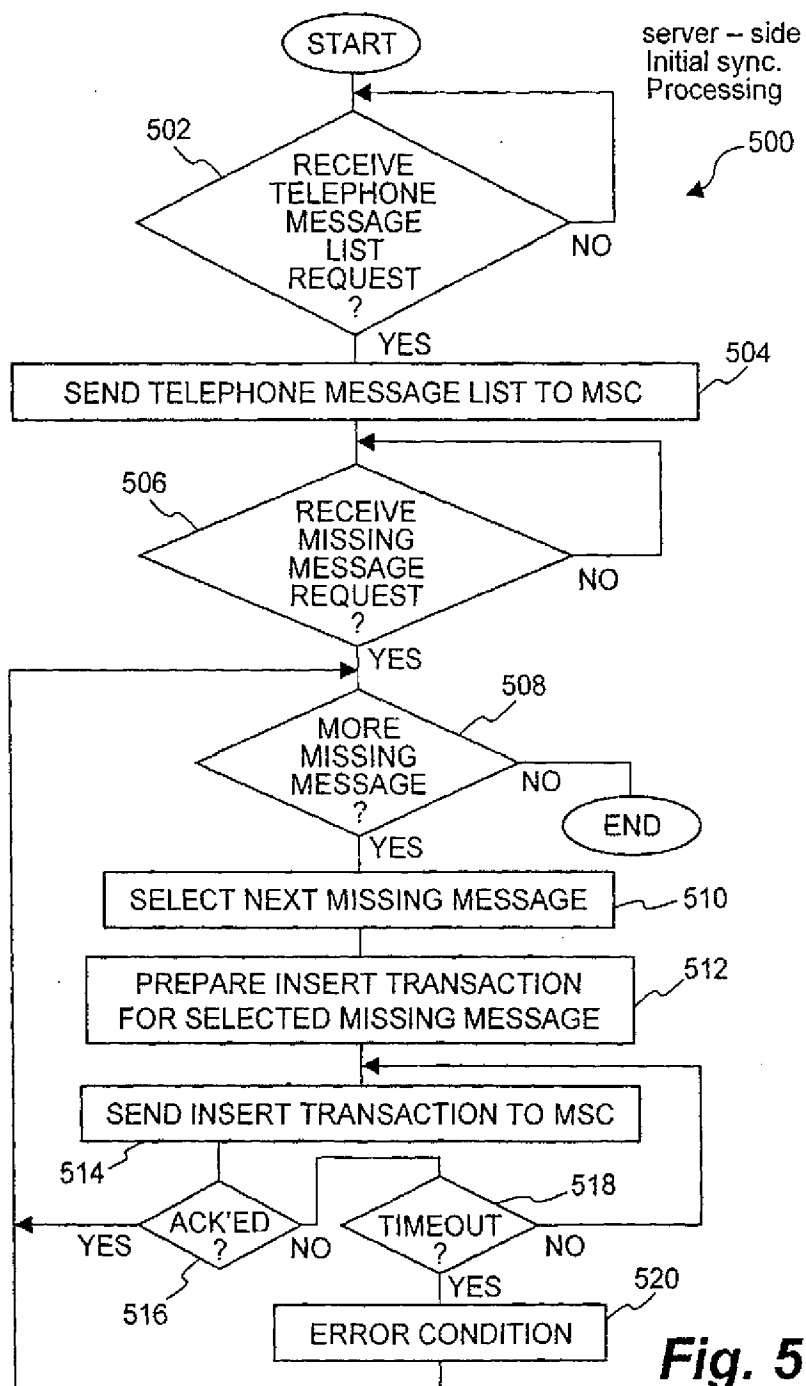 START
server – side
Initial sync.
Processing
500
502
RECEIVE
TELEPHONE
MESSAGE
LIST
REQUEST
?
NO
YES
504
SEND TELEPHONE MESSAGE LIST TO MSC
506
RECEIVE
MISSING
MESSAGE
REQUEST
?
NO
YES
508
MORE
MISSING
MESSAGE
?
NO
END
YES
SELECT NEXT MISSING MESSAGE
510
PREPARE INSERT TRANSACTION
FOR SELECTED MISSING MESSAGE
512
SEND INSERT TRANSACTION TO MSC
514
518
ACK'ED
?
YES
NO
516
TIMEOUT
?
NO
YES
520
ERROR CONDITION
Fig. 5